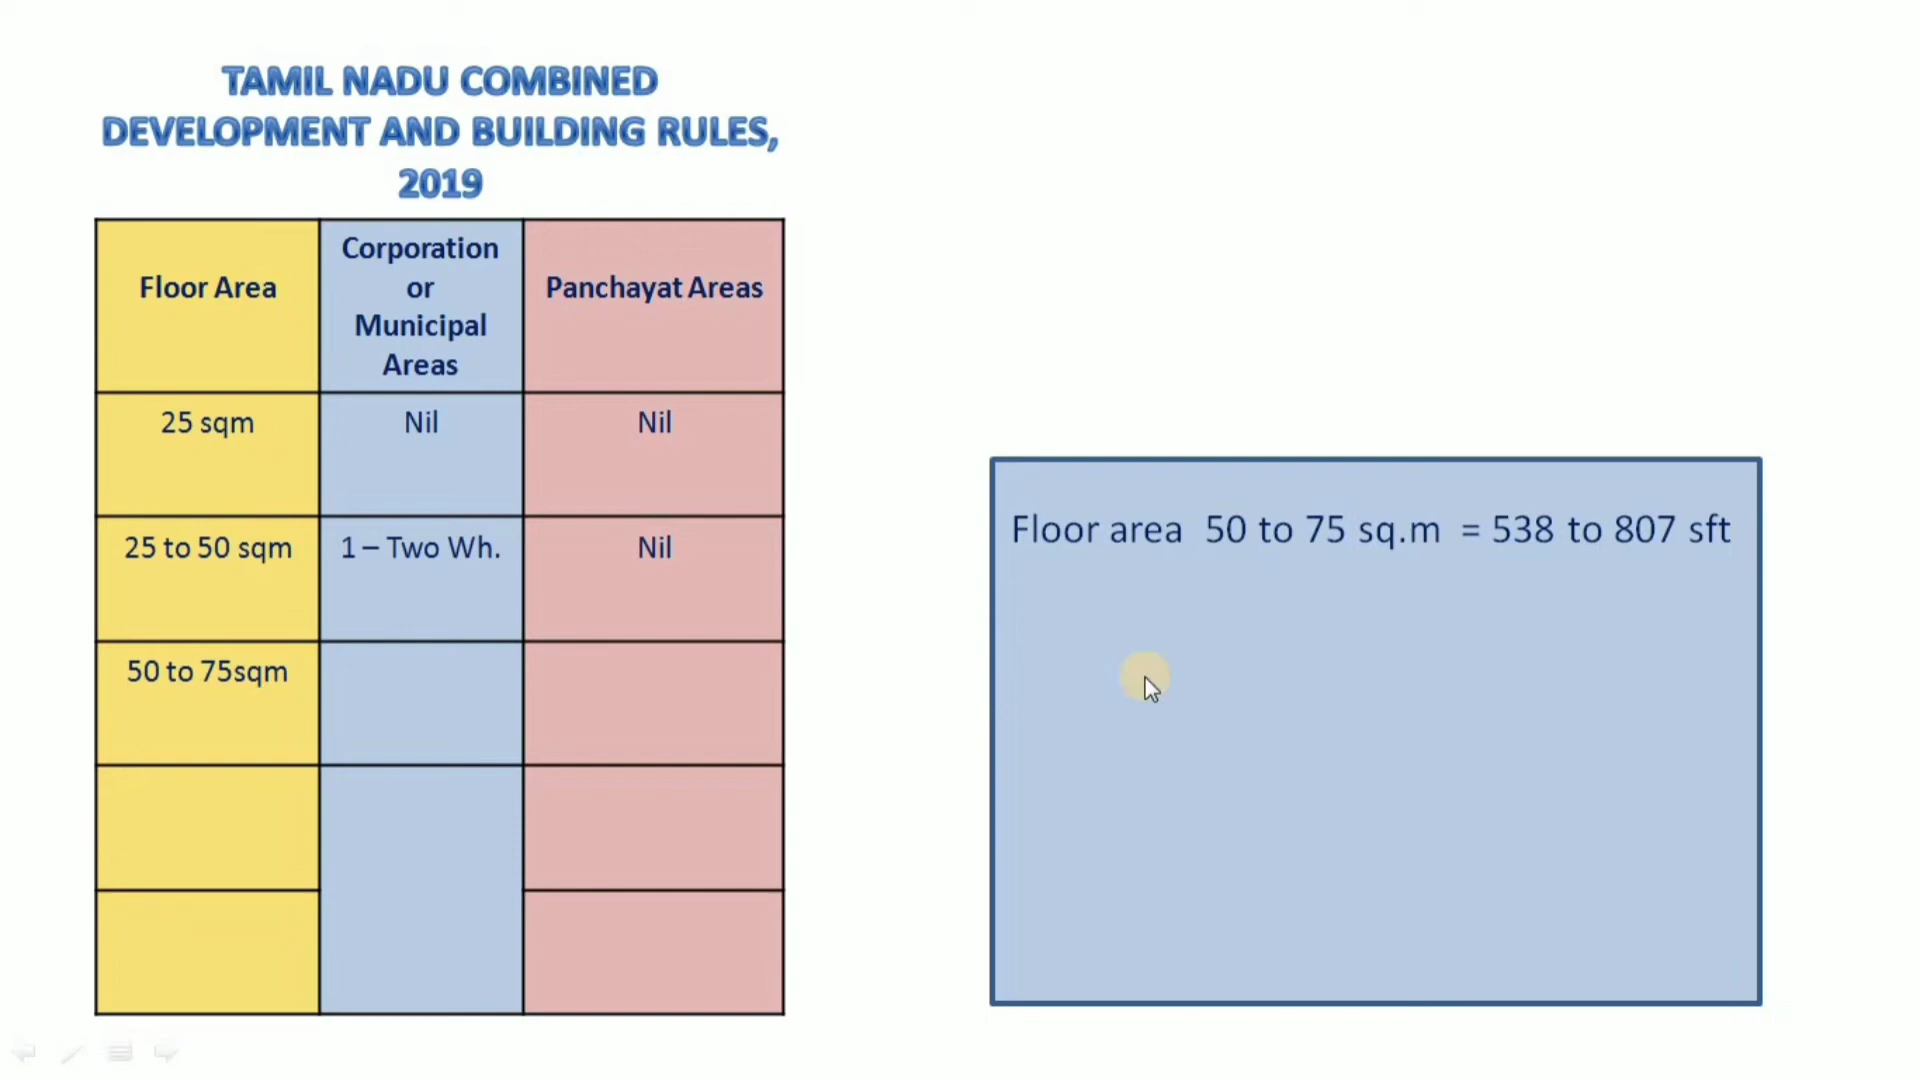 TAMIL NADU COMBINED
DEVELOPMENT AND BUILDING RULES,
2019
Floor Area
Corporation
or
Municipal
Areas
Panchayat Areas
25 sqm
Nil
Nil
25 to 50 sqm
1 – Two Wh.
Nil
50 to 75sqm
Floor area 50 to 75 sq.m = 538 to 807 sft